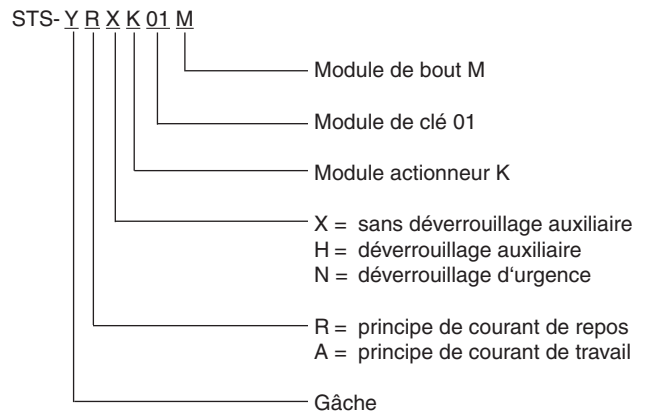 STS- Y R X K 01 M
Module de bout M
Module de clé 01
Module actionneur K
X = sans déverrouillage auxiliaire
H = déverrouillage auxiliaire
N = déverrouillage d‘urgence
R = principe de courant de repos
A = principe de courant de travail
Gâche